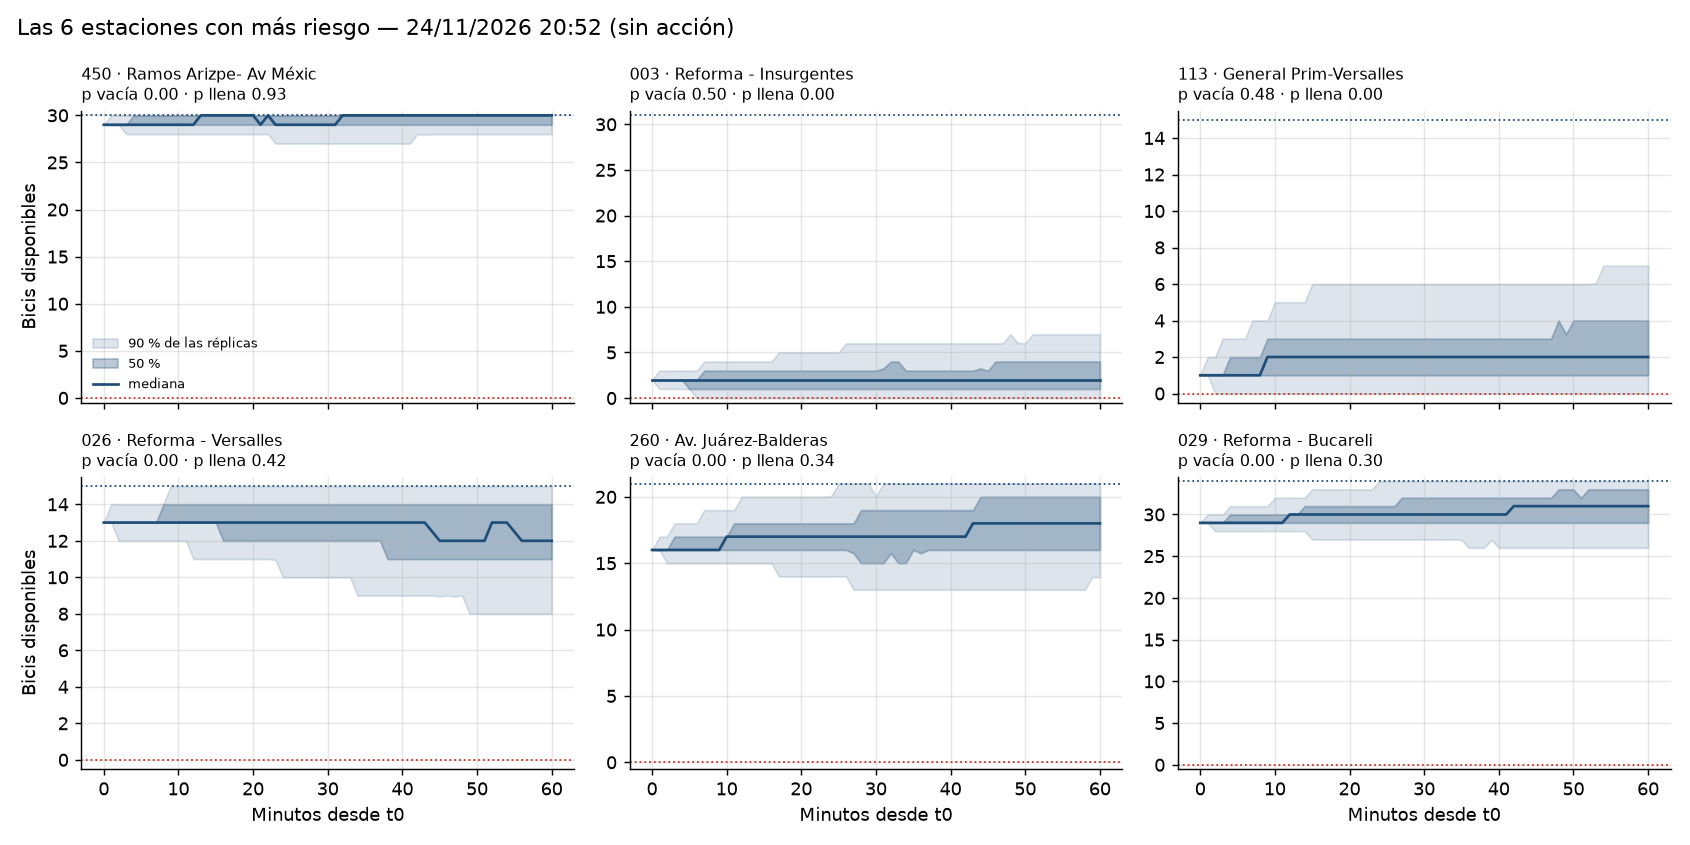 Las 6 estaciones con más riesgo — 24/11/2026 20:52 (sin acción)
450 · Ramos Arizpe- Av Méxic
p vacía 0.00 · p llena 0.93
30
25
20
15
10
5
0
Bicis disponibles
90 % de las réplicas
50 %
mediana
003 · Reforma - Insurgentes
p vacía 0.50 · p llena 0.00
30
25
20
15
10
5
0
113 · General Prim-Versalles
p vacía 0.48 · p llena 0.00
14
12
10
8
6
4
2
0
026 · Reforma - Versalles
p vacía 0.00 · p llena 0.42
14
12
10
8
6
4
2
0
Bicis disponibles
0 10 20 30 40 50 60
Minutos desde t0
260 · Av. Juárez-Balderas
p vacía 0.00 · p llena 0.34
20
15
10
5
0
0 10 20 30 40 50 60
Minutos desde t0
029 · Reforma - Bucareli
p vacía 0.00 · p llena 0.30
30
25
20
15
10
5
0
0 10 20 30 40 50 60
Minutos desde t0